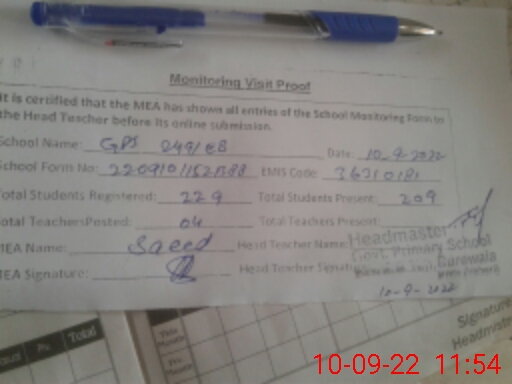 Monitoring Visit Proof
It is certified that the MEA has shown all entries of the School Monitoring Form to
the Head Teacher before its online submission.
School Name: GPS 249/EB Date: 10-9-2022
School Form No: EMIS Code 36310181
Total Students Registered: 229 Total Students Present: 209
Total Teachers Posted: 04 Total Teachers Present:
MEA Name: Saeed Head Teacher Name:
Headmaster
Govt. Primary School
MEA Signature: Head Teacher Signat
Burewala
10-9-2022
Total
Signature
Headmist
10-09-22 11:54